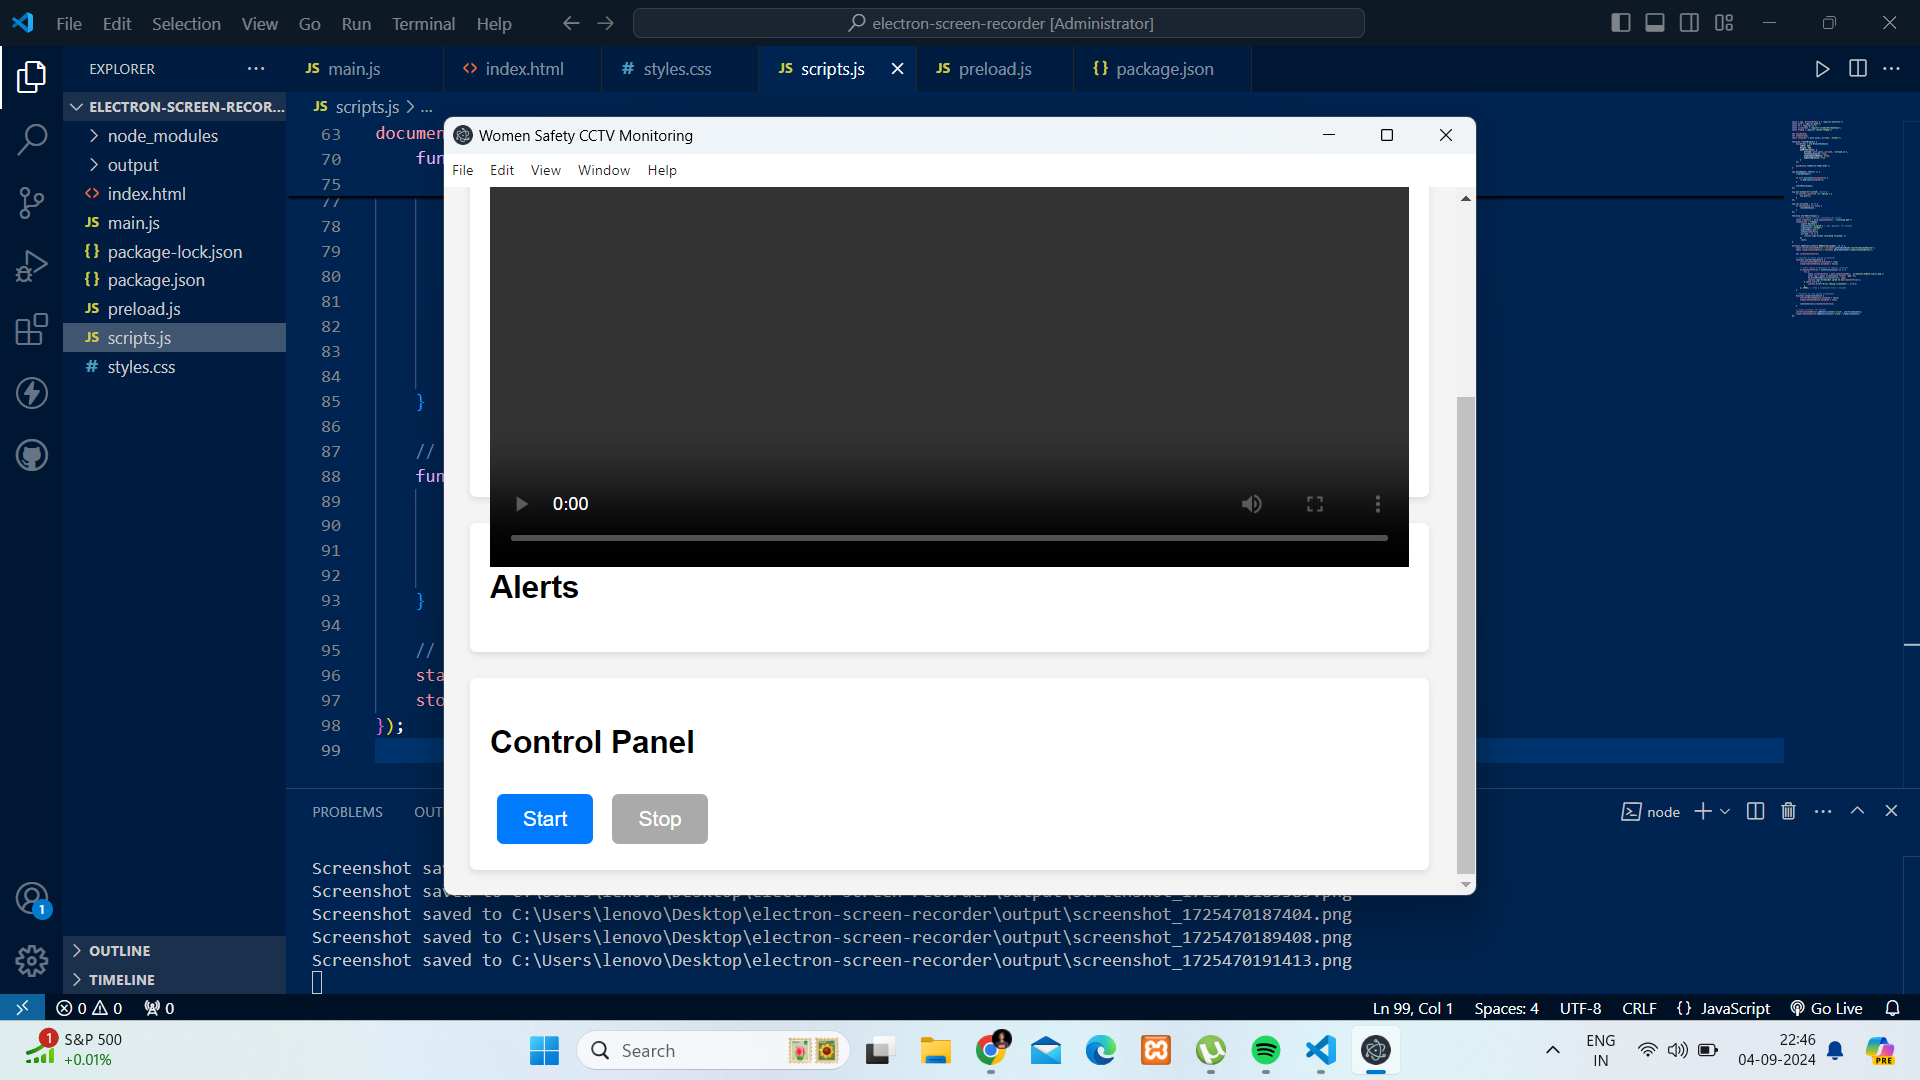 File Edit Selection View Go Run Terminal Help
electron-screen-recorder [Administrator]
EXPLORER
JS main.js
<> index.html
# styles.css
JS scripts.js
JS preload.js
{} package.json
ELECTRON-SCREEN-RECOR...
node_modules
output
<> index.html
JS main.js
{} package-lock.json
{} package.json
JS preload.js
JS scripts.js
# styles.css
OUTLINE
TIMELINE
JS scripts.js > ...
63 documen
70 fun
75
77
78
79
80
81
82
83
84
85 }
86
87 //
88 fun
89
90
91
92
93 }
94
95 //
96 sta
97 sto
98 });
99
Women Safety CCTV Monitoring
File Edit View Window Help
0:00
Alerts
Control Panel
Start Stop
PROBLEMS OUT
node
Screenshot sav
Screenshot sav
Screenshot saved to C:\Users\lenovo\Desktop\electron-screen-recorder\output\screenshot_1725470187404.png
Screenshot saved to C:\Users\lenovo\Desktop\electron-screen-recorder\output\screenshot_1725470189408.png
Screenshot saved to C:\Users\lenovo\Desktop\electron-screen-recorder\output\screenshot_1725470191413.png
1
0 0 0
Ln 99, Col 1 Spaces: 4 UTF-8 CRLF {} JavaScript Go Live
1
S&P 500
+0.01%
Search
ENG
IN
22:46
04-09-2024
PRE